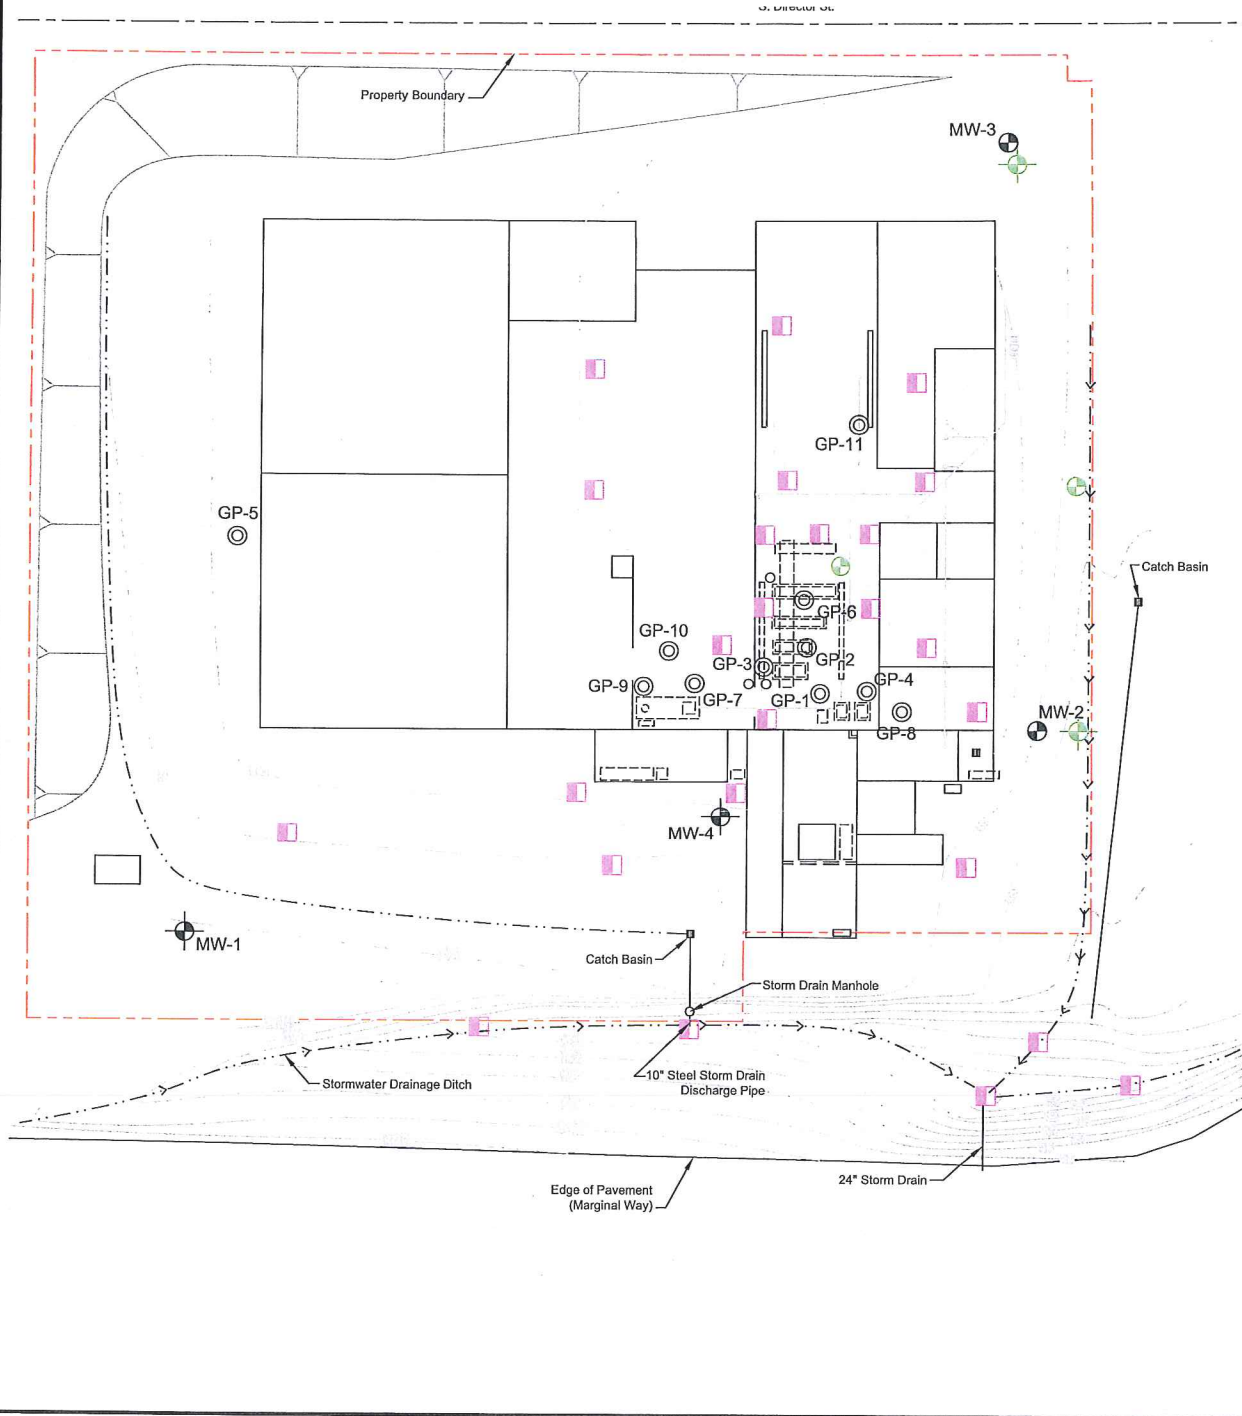 S. Director St.
Property Boundary
MW-3
GP-11
GP-5
Catch Basin
GP-6
GP-10
GP-2
GP-3
GP-4
GP-9
GP-7
GP-1
MW-2
GP-8
MW-4
MW-1
Catch Basin
Storm Drain Manhole
10" Steel Storm Drain
Discharge Pipe
Stormwater Drainage Ditch
24" Storm Drain
Edge of Pavement
(Marginal Way)